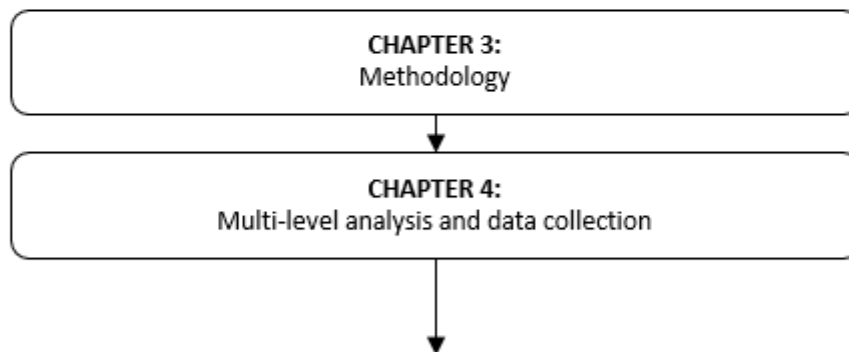 CHAPTER 3:
Methodology
CHAPTER 4:
Multi-level analysis and data collection